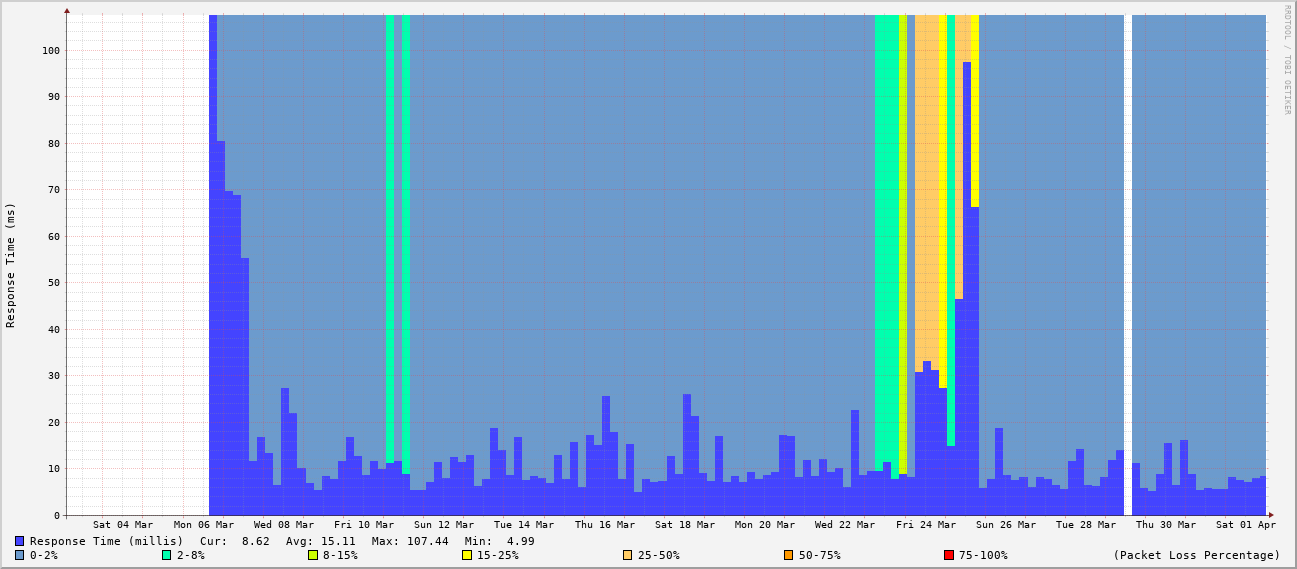 RRDTOOL / TOBI OETIKER
Response Time (ms)
100
90
80
70
60
50
40
30
20
10
0
Sat 04 Mar Mon 06 Mar Wed 08 Mar Fri 10 Mar Sun 12 Mar Tue 14 Mar Thu 16 Mar Sat 18 Mar Mon 20 Mar Wed 22 Mar Fri 24 Mar Sun 26 Mar Tue 28 Mar Thu 30 Mar Sat 01 Apr
Response Time (millis) Cur: 8.62 Avg: 15.11 Max: 107.44 Min: 4.99
0-2% 2-8% 8-15% 15-25% 25-50% 50-75% 75-100% (Packet Loss Percentage)